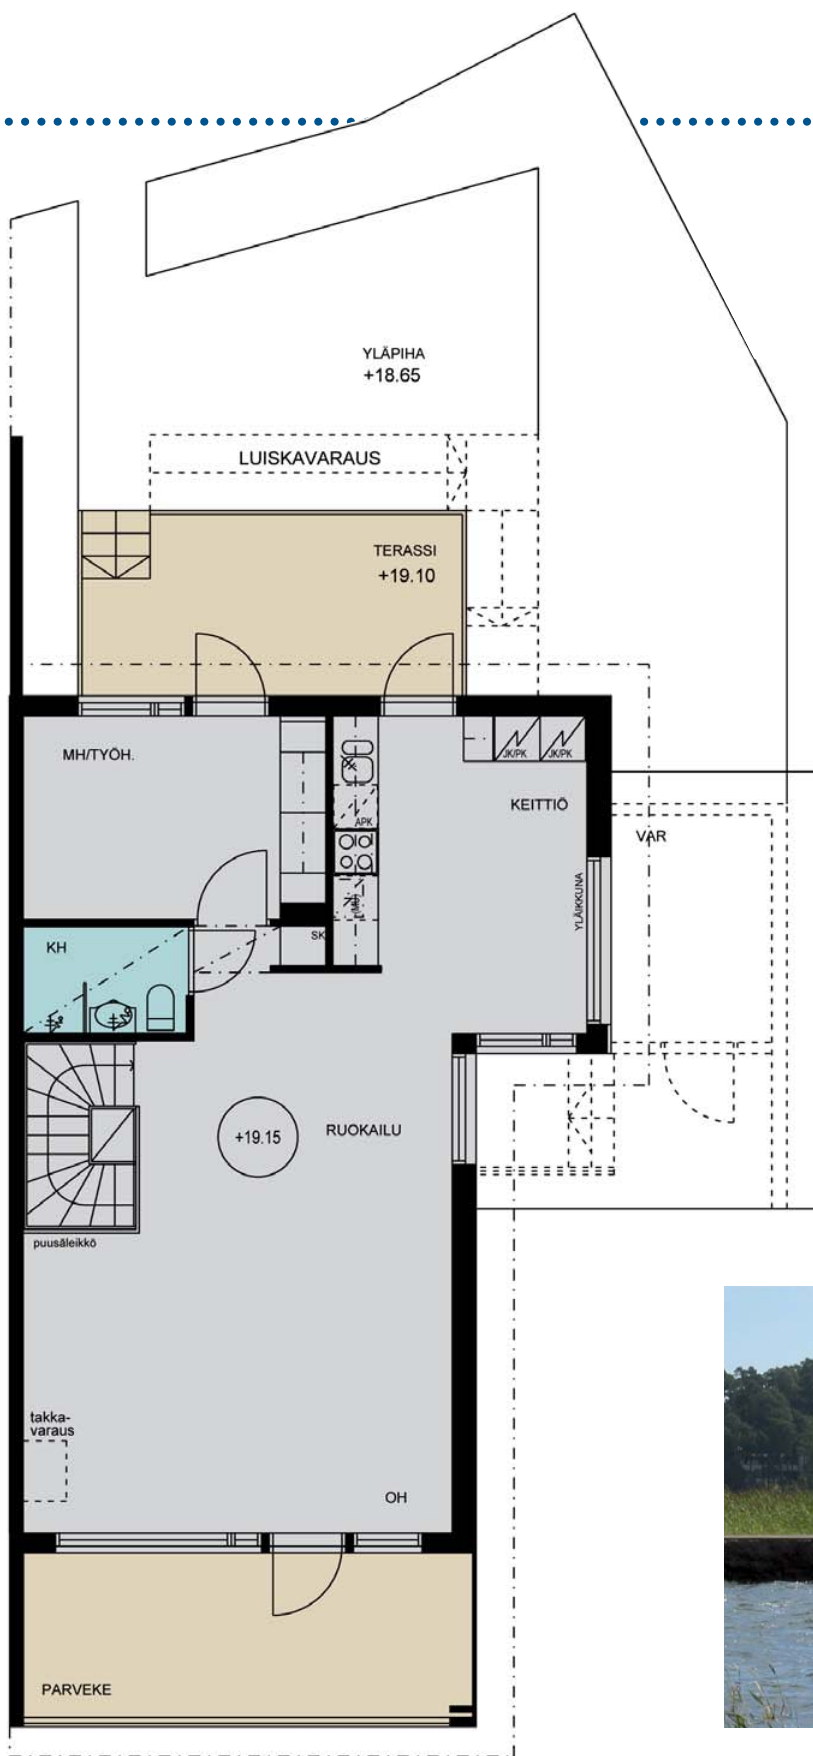 YLÄPIHA
+18.65
LUISKAVARAUS
TERASSI
+19.10
MH/TYÖH.
JK/PK
JK/PK
KEITTIÖ
APK
VAR
YLÄIKKUNA
SK
KH
+19.15
RUOKAILU
puusäleikkö
takka-
varaus
OH
PARVEKE